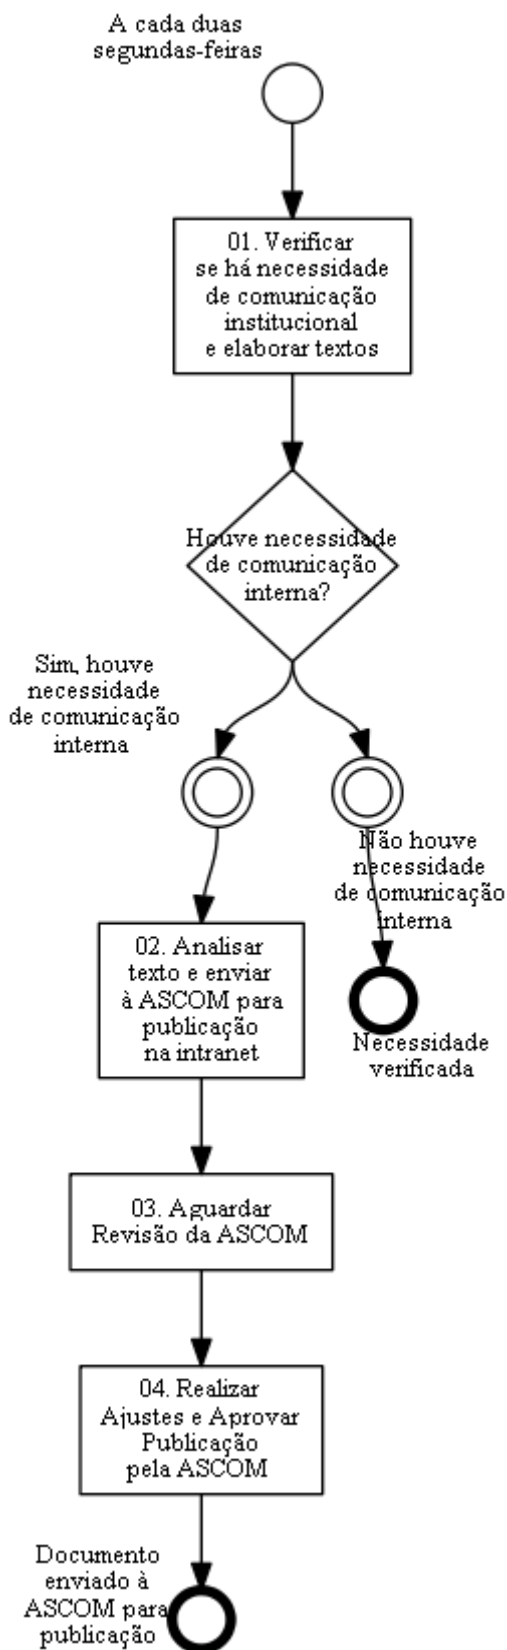 A cada duas
segundas-feiras
01. Verificar
se há necessidade
de comunicação
institucional
e elaborar textos
Houve necessidade
de comunicação
interna?
Sim, houve
necessidade
de comunicação
interna
Não houve
necessidade
de comunicação
interna
02. Analisar
texto e enviar
à ASCOM para
publicação
na intranet
Necessidade
verificada
03. Aguardar
Revisão da ASCOM
04. Realizar
Ajustes e Aprovar
Publicação
pela ASCOM
Documento
enviado à
ASCOM para
publicação